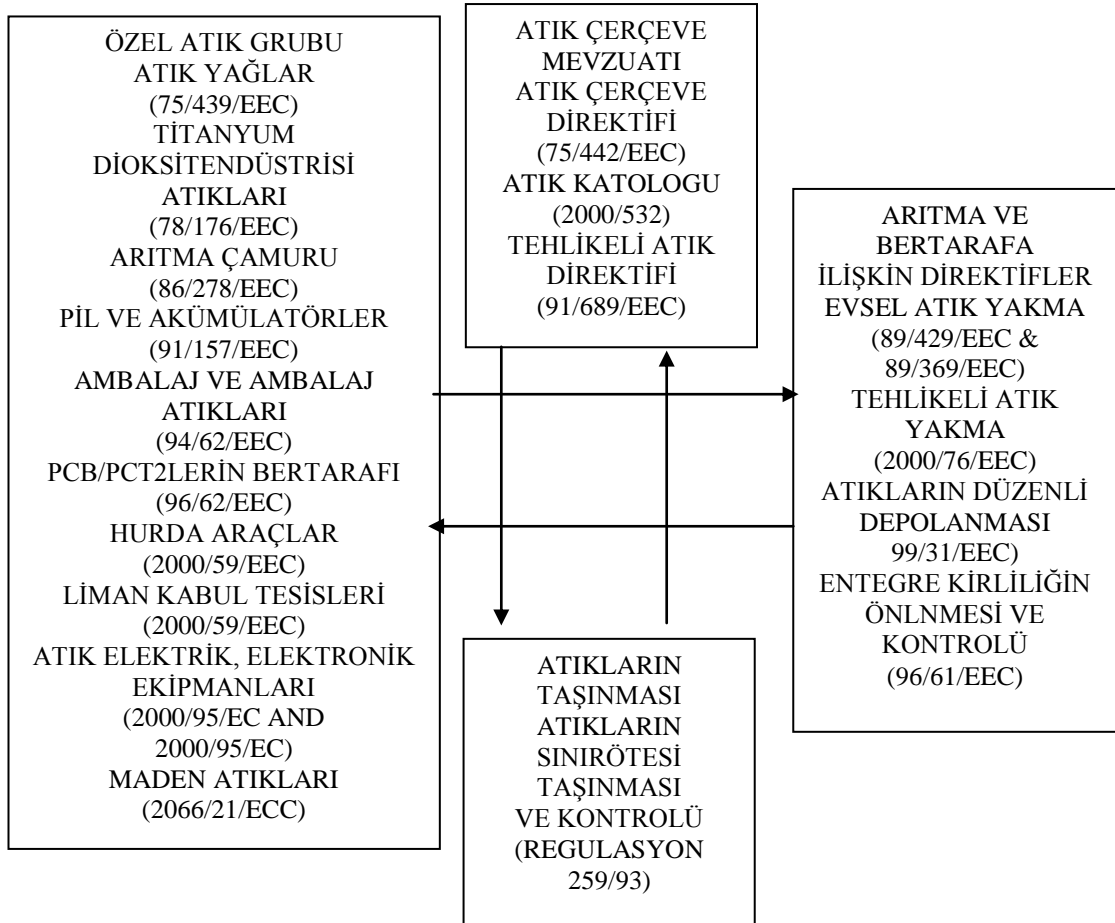 ÖZEL ATIK GRUBU
ATIK YAĞLAR
(75/439/EEC)
TİTANYUM
DİOKSİTENDÜSTRİSİ
ATIKLARI
(78/176/EEC)
ARITMA ÇAMURU
(86/278/EEC)
PİL VE AKÜMÜLATÖRLER
(91/157/EEC)
AMBALAJ VE AMBALAJ
ATIKLARI
(94/62/EEC)
PCB/PCT2LERİN BERTARAFI
(96/62/EEC)
HURDA ARAÇLAR
(2000/59/EEC)
LİMAN KABUL TESİSLERİ
(2000/59/EEC)
ATIK ELEKTRİK, ELEKTRONİK
EKİPMANLARI
(2000/95/EC AND
2000/95/EC)
MADEN ATIKLARI
(2066/21/ECC)
ATIK ÇERÇEVE
MEVZUATI
ATIK ÇERÇEVE
DİREKTİFİ
(75/442/EEC)
ATIK KATOLOGU
(2000/532)
TEHLİKELİ ATIK
DİREKTİFİ
(91/689/EEC)
ARITMA VE
BERTARAFA
İLİŞKİN DİREKTİFLER
EVSEL ATIK YAKMA
(89/429/EEC &
89/369/EEC)
TEHLİKELİ ATIK
YAKMA
(2000/76/EEC)
ATIKLARIN DÜZENLİ
DEPOLANMASI
99/31/EEC)
ENTEGRE KİRLİLİĞİN
ÖNLNMESİ VE
KONTROLÜ
(96/61/EEC)
ATIKLARIN
TAŞINMASI
ATIKLARIN
SINIRÖTESİ
TAŞINMASI
VE KONTROLÜ
(REGULASYON
259/93)